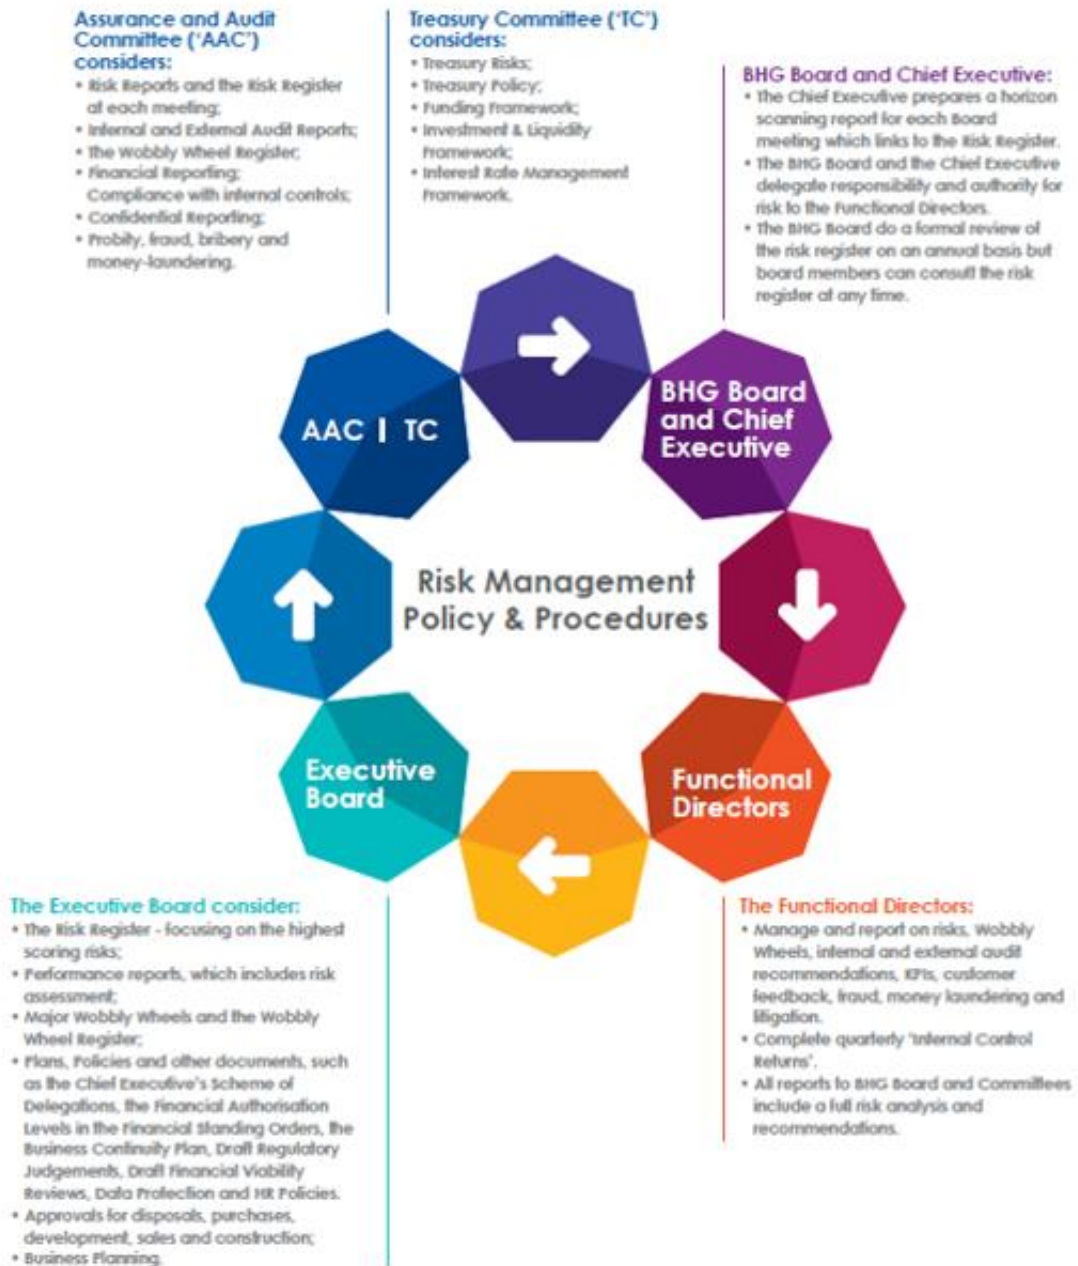 Assurance and Audit
Committee ('AAC')
considers:
• Risk Reports and the Risk Register
at each meeting;
• Internal and External Audit Reports;
• The Wobbly Wheel Register;
• Financial Reporting;
Compliance with internal controls;
• Confidential Reporting;
• Probity, fraud, bribery and
money-laundering.
Treasury Committee ('TC')
considers:
• Treasury Risks;
• Treasury Policy;
• Funding Framework;
• Investment & Liquidity
Framework;
• Interest Rate Management
Framework.
BHG Board and Chief Executive:
• The Chief Executive prepares a horizon
scanning report for each Board
meeting which links to the Risk Register.
• The BHG Board and the Chief Executive
delegate responsibility and authority for
risk to the Functional Directors.
• The BHG Board do a formal review of
the risk register on an annual basis but
board members can consult the risk
register at any time.
AAC | TC
BHG Board
and Chief
Executive
Risk Management
Policy & Procedures
Executive
Board
Functional
Directors
The Executive Board consider:
• The Risk Register - focusing on the highest
scoring risks;
• Performance reports, which includes risk
assessment;
• Major Wobbly Wheels and the Wobbly
Wheel Register;
• Plans, Policies and other documents, such
as the Chief Executive's Scheme of
Delegations, the Financial Authorisation
Levels in the Financial Standing Orders, the
Business Continuity Plan, Draft Regulatory
Judgements, Draft Financial Viability
Reviews, Data Protection and HR Policies.
• Approvals for disposals, purchases,
development, sales and construction;
• Business Planning.
The Functional Directors:
• Manage and report on risks, Wobbly
Wheels, internal and external audit
recommendations, KPIs, customer
feedback, fraud, money laundering and
litigation.
• Complete quarterly 'Internal Control
Returns'.
• All reports to BHG Board and Committees
include a full risk analysis and
recommendations.